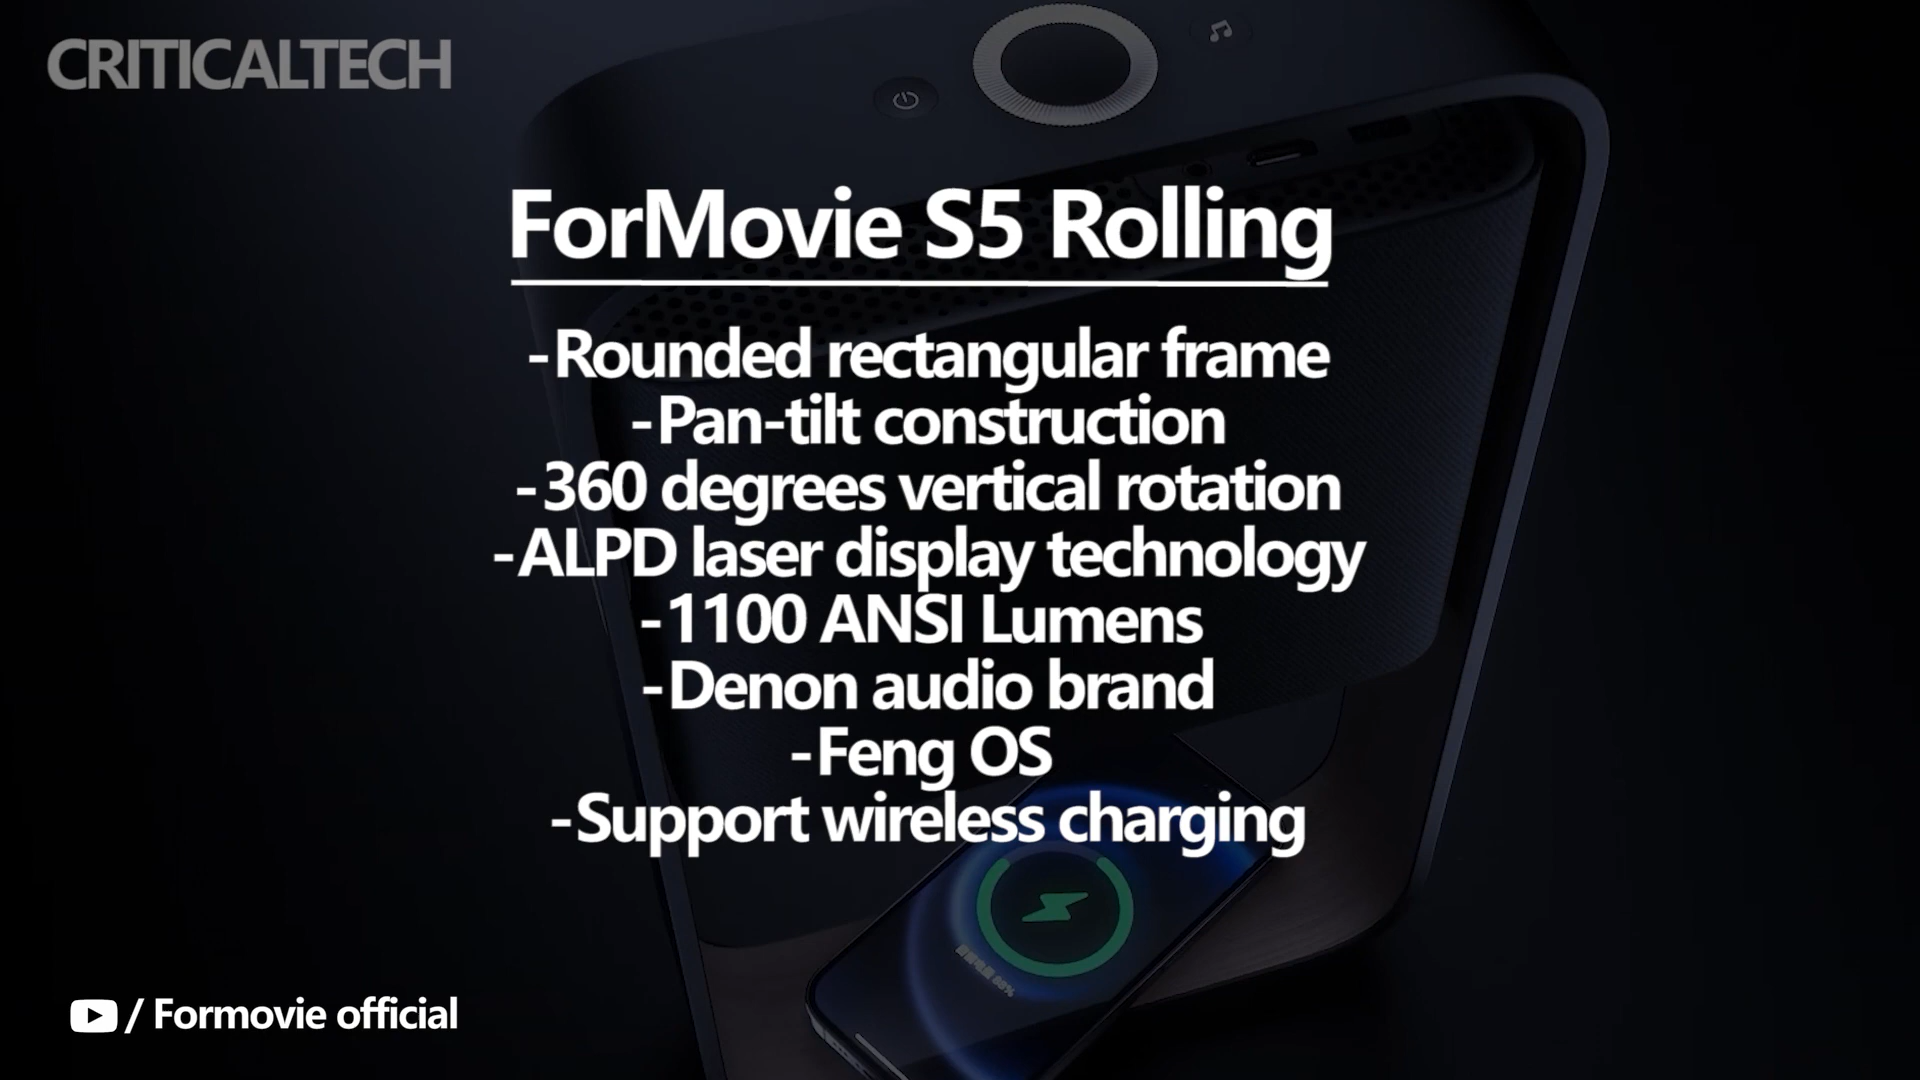 CRITICALTECH
ForMovie S5 Rolling
-Rounded rectangular frame
-Pan-tilt construction
-360 degrees vertical rotation
-ALPD laser display technology
-1100 ANSI Lumens
-Denon audio brand
-Feng OS
-Support wireless charging
/ Formovie official